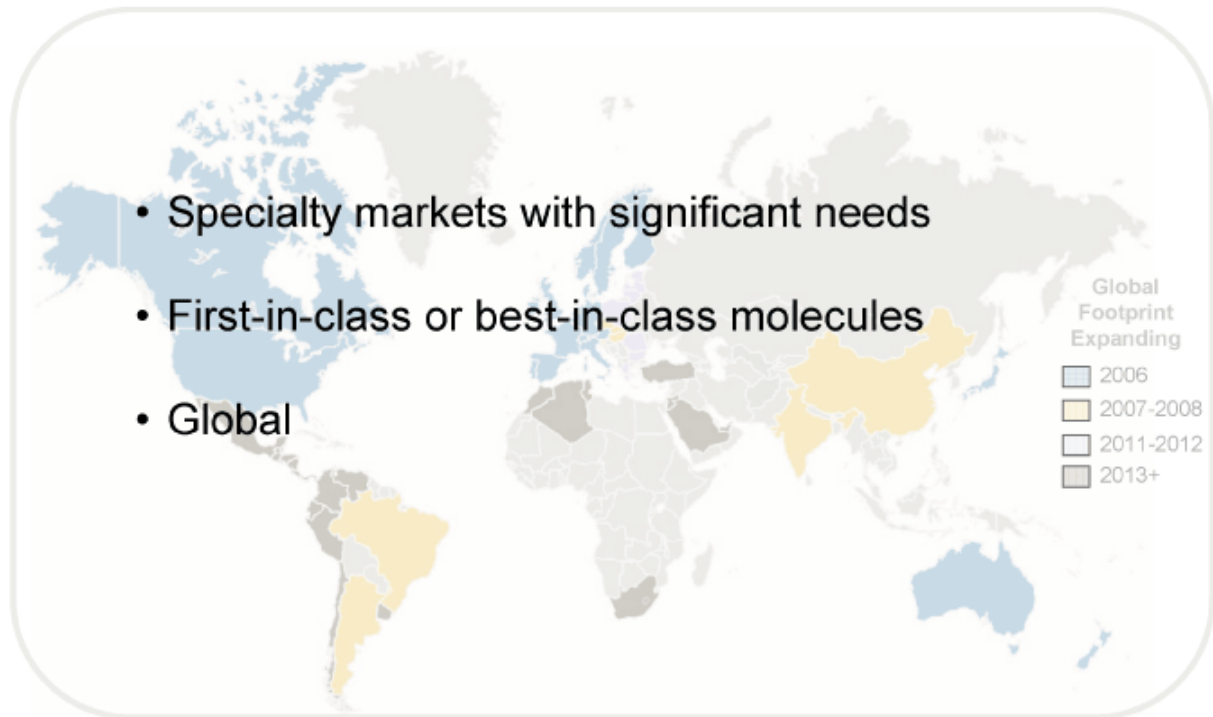 • Specialty markets with significant needs
• First-in-class or best-in-class molecules
• Global
Global
Footprint
Expanding
2006
2007-2008
2011-2012
2013+